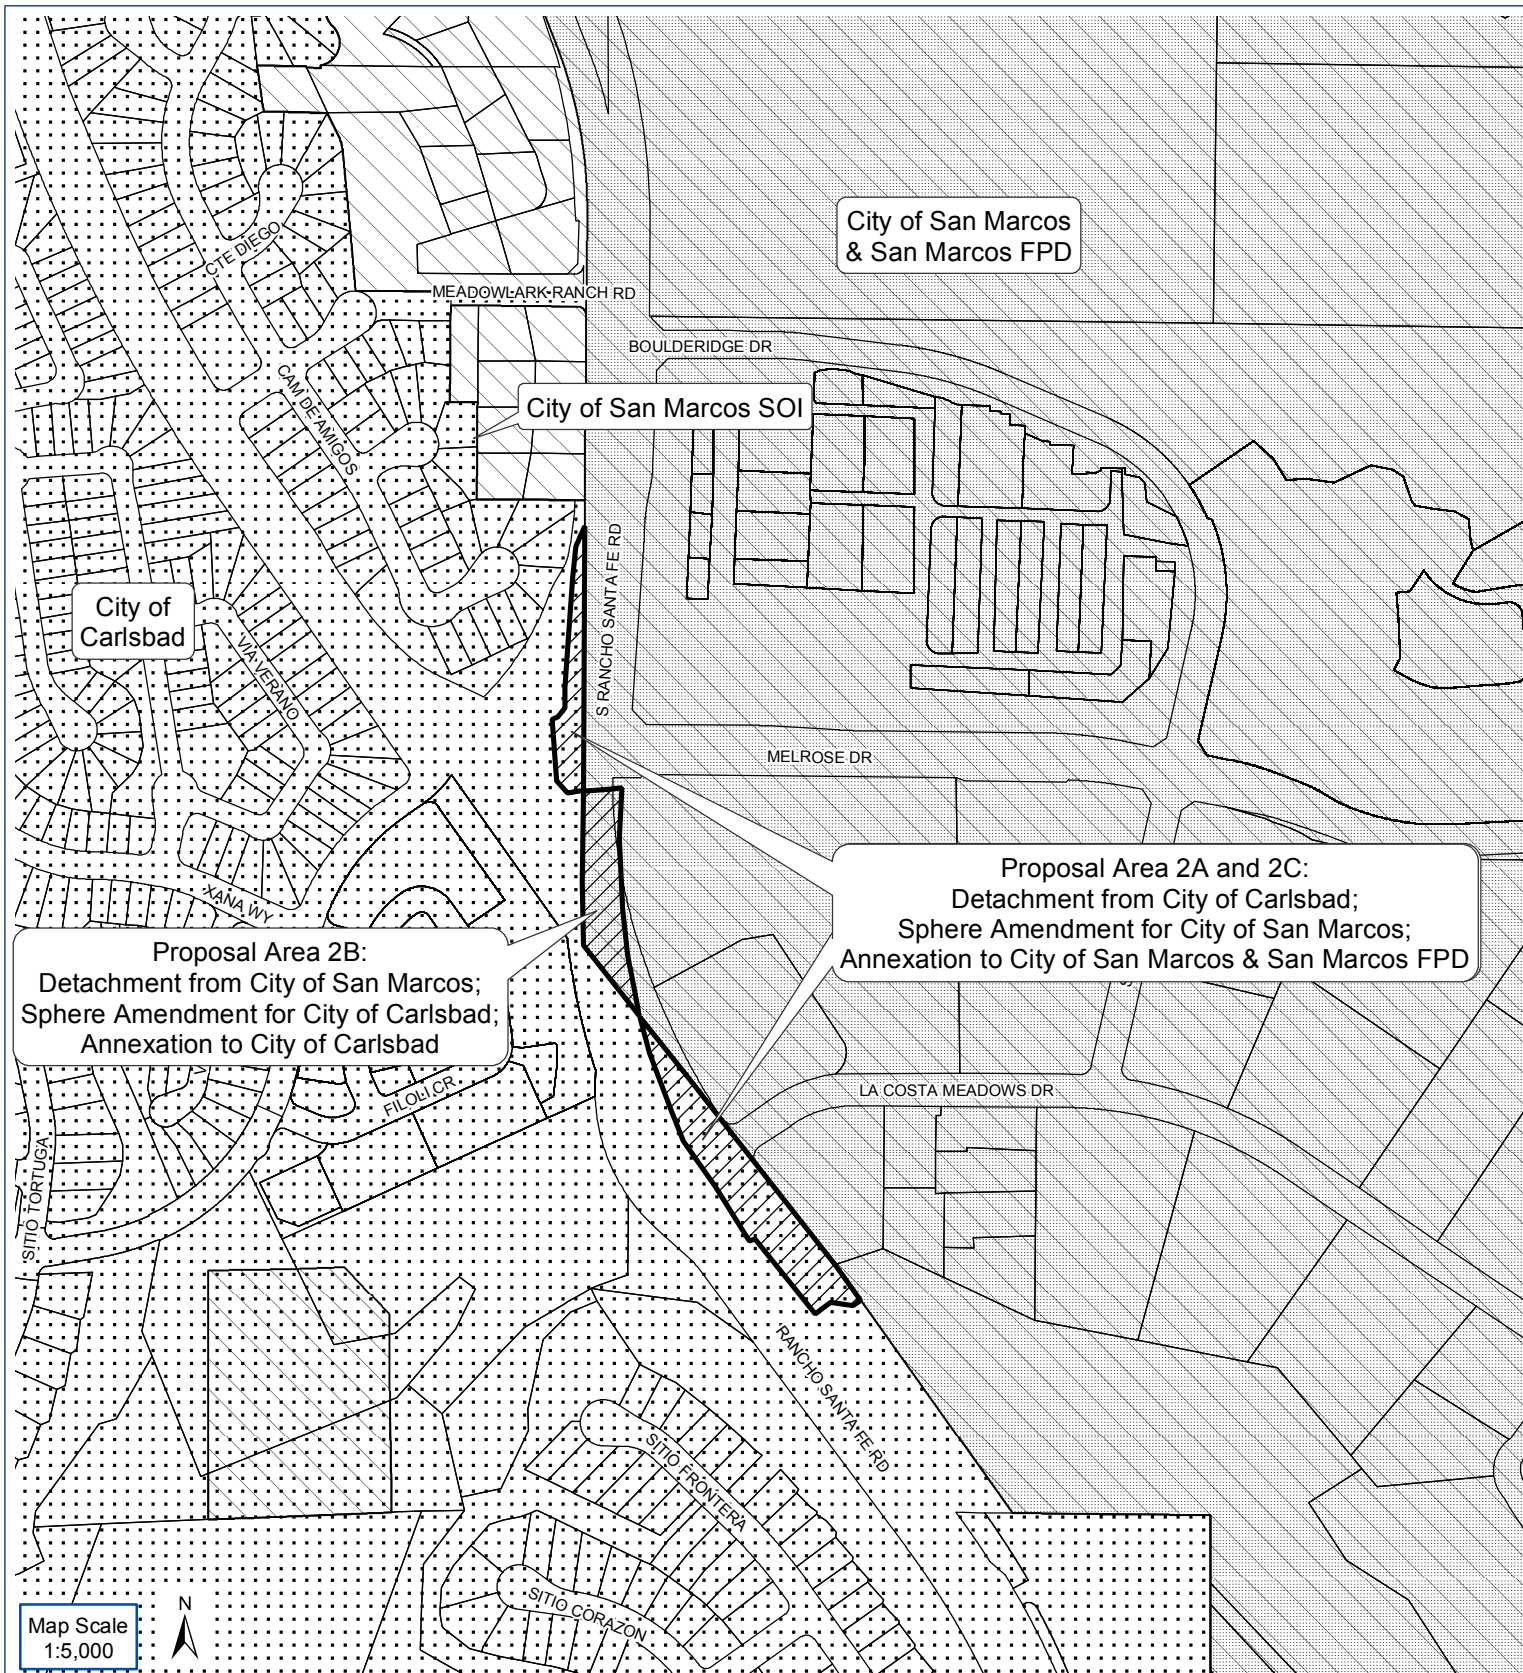 City of San Marcos
& San Marcos FPD
CTE DIEGO
MEADOWLARK RANCH RD
BOULDERIDGE DR
CAM DE AMIGOS
City of San Marcos SOI
S RANCHO SANTA FE RD
City of
Carlsbad
VIA VERANO
MELROSE DR
XANA WY
Proposal Area 2A and 2C:
Detachment from City of Carlsbad;
Sphere Amendment for City of San Marcos;
Annexation to City of San Marcos & San Marcos FPD
Proposal Area 2B:
Detachment from City of San Marcos;
Sphere Amendment for City of Carlsbad;
Annexation to City of Carlsbad
LA COSTA MEADOWS DR
FILOLI CR
SITIO TORTUGA
RANCHO SANTA FE RD
SITIO FRONTERA
SITIO CORAZON
Map Scale
1:5,000
N